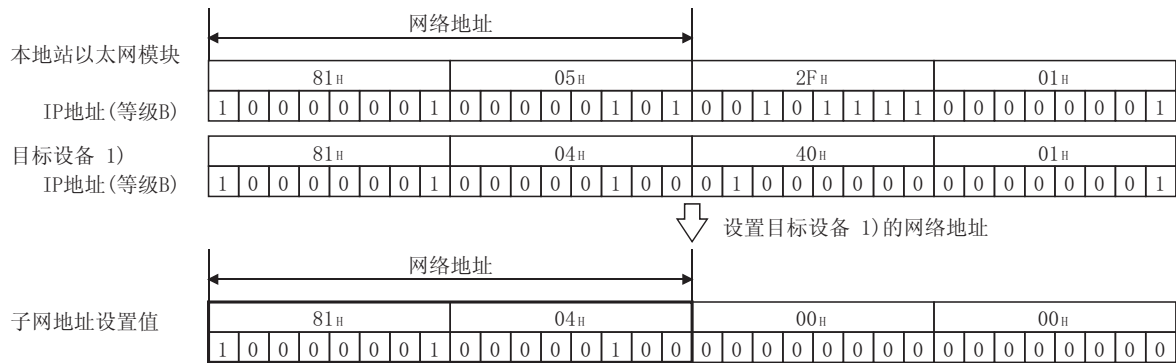 网络地址
本地站以太网模块
81H 05H 2FH 01H
IP地址(等级B) 1 0 0 0 0 0 0 1 0 0 0 0 0 1 0 1 0 0 1 0 1 1 1 1 0 0 0 0 0 0 0 1
目标设备 1) 81H 04H 40H 01H
IP地址(等级B) 1 0 0 0 0 0 0 1 0 0 0 0 0 1 0 0 0 1 0 0 0 0 0 0 0 0 0 0 0 0 0 1
设置目标设备 1)的网络地址
网络地址
子网地址设置值 81H 04H 00H 00H
1 0 0 0 0 0 0 1 0 0 0 0 0 1 0 0 0 0 0 0 0 0 0 0 0 0 0 0 0 0 0 0